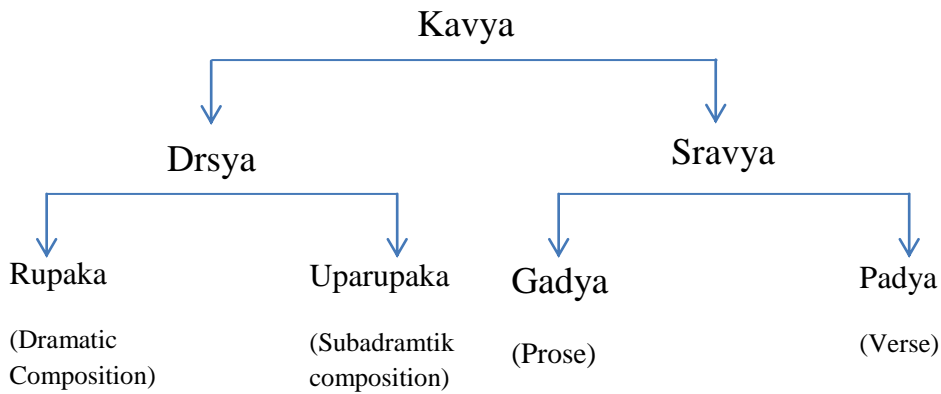 Kavya
Drsya
Sravya
Rupaka
Uparupaka
Gadya
Padya
(Dramatic
Composition)
(Subadramtik
composition)
(Prose)
(Verse)